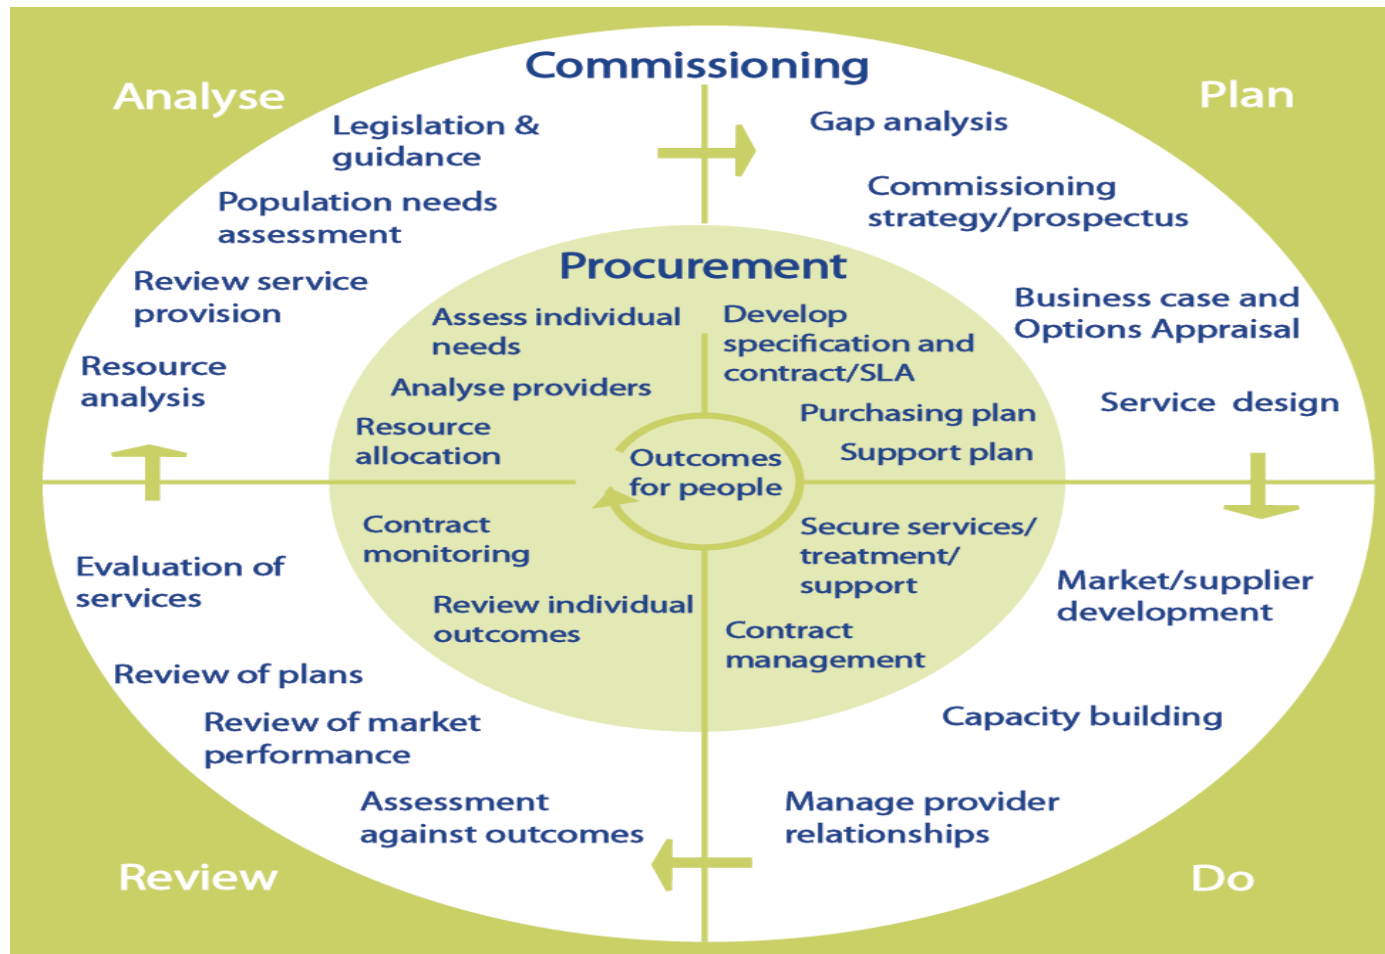 Commissioning
Analyse
Legislation &
guidance
Population needs
assessment
Review service
provision
Resource
analysis
Plan
Gap analysis
Commissioning
strategy/prospectus
Business case and
Options Appraisal
Service design
Procurement
Assess individual
needs
Analyse providers
Resource
allocation
Develop
specification and
contract/SLA
Purchasing plan
Support plan
Outcomes
for people
Contract
monitoring
Review individual
outcomes
Secure services/
treatment/
support
Contract
management
Evaluation of
services
Review of plans
Review of market
performance
Assessment
against outcomes
Review
Market/supplier
development
Capacity building
Manage provider
relationships
Do